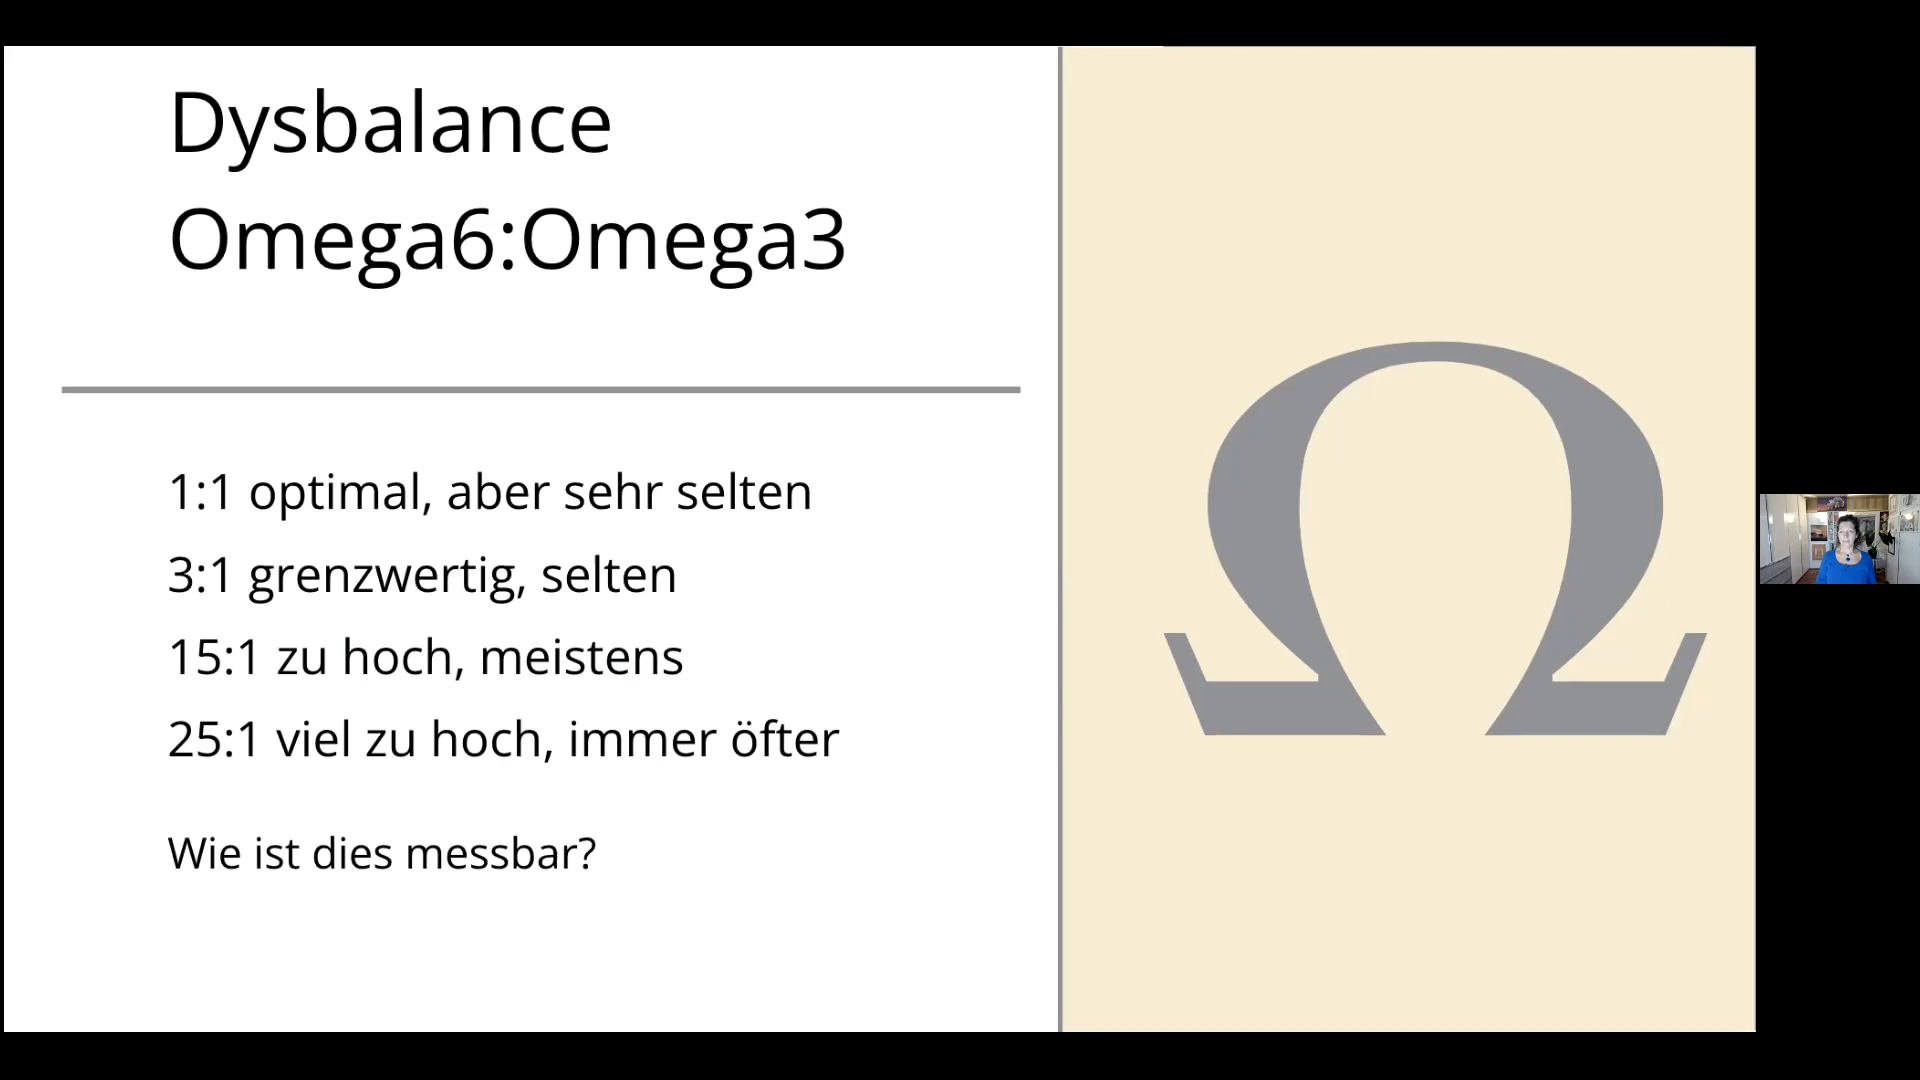 Dysbalance
Omega6:Omega3
1:1 optimal, aber sehr selten
3:1 grenzwertig, selten
15:1 zu hoch, meistens
25:1 viel zu hoch, immer öfter
Wie ist dies messbar?
Ω